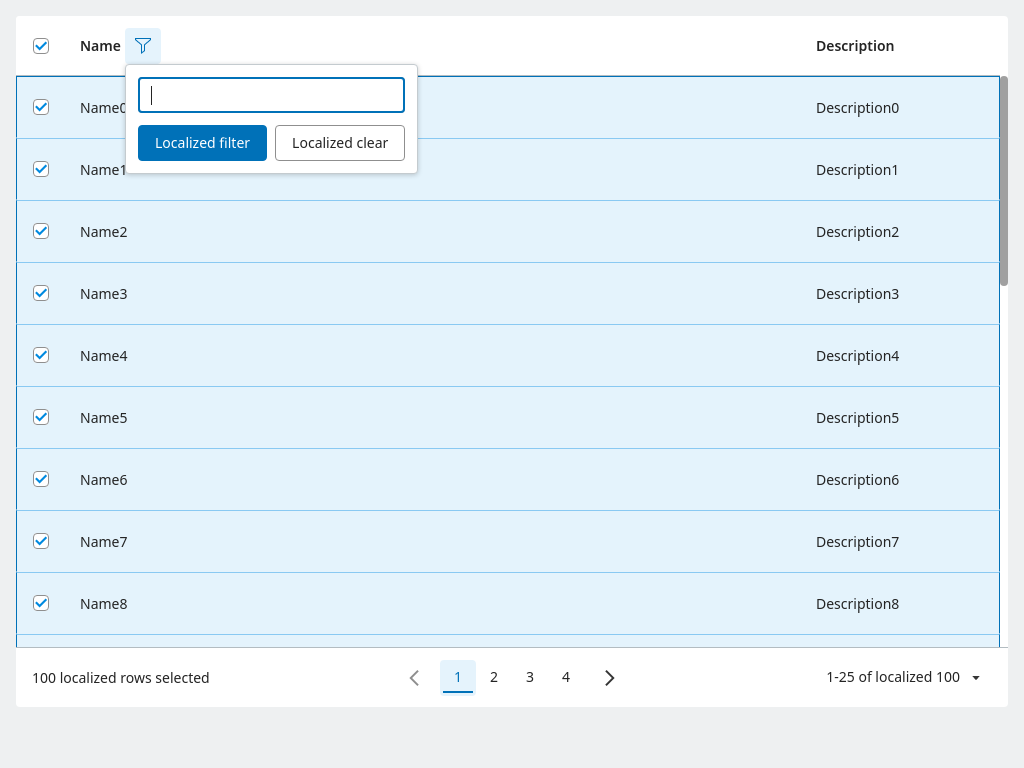 Name Description
Localized filter Localized clear
Name0 Description0
Name1 Description1
Name2 Description2
Name3 Description3
Name4 Description4
Name5 Description5
Name6 Description6
Name7 Description7
Name8 Description8
100 localized rows selected 1 2 3 4 1-25 of localized 100